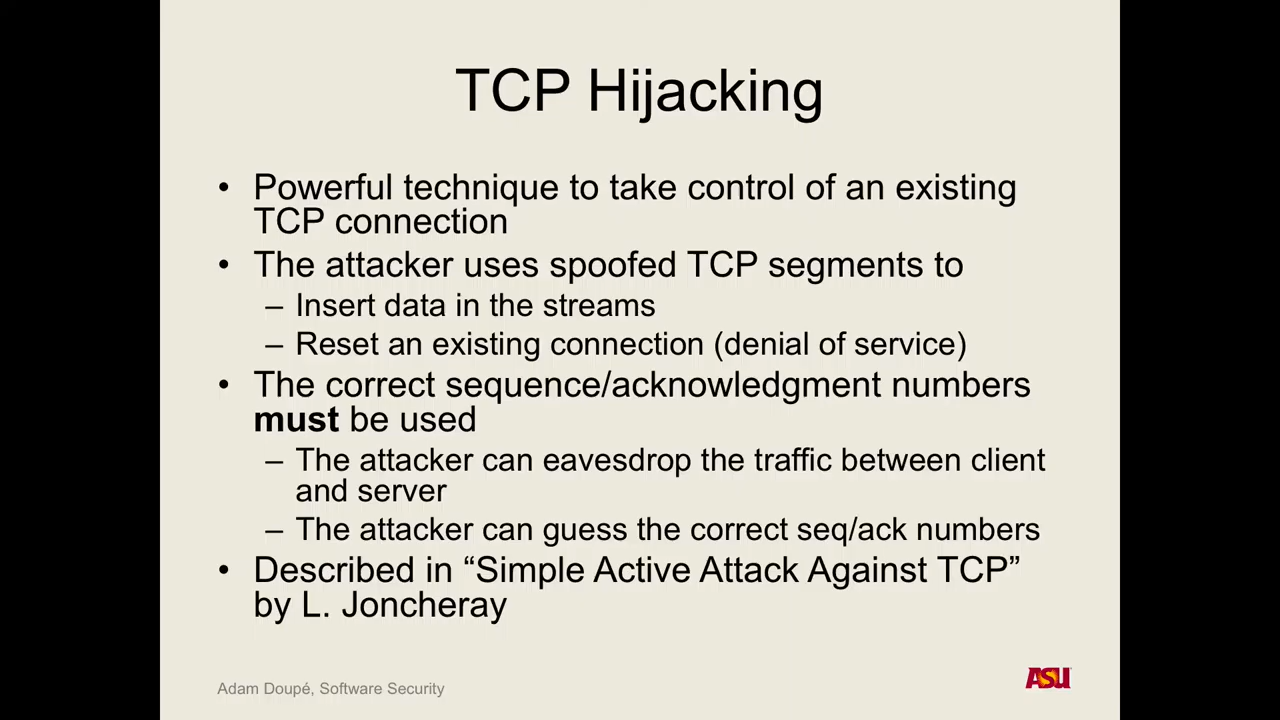 TCP Hijacking
• Powerful technique to take control of an existing
TCP connection
• The attacker uses spoofed TCP segments to
– Insert data in the streams
– Reset an existing connection (denial of service)
• The correct sequence/acknowledgment numbers
must be used
– The attacker can eavesdrop the traffic between client
and server
– The attacker can guess the correct seq/ack numbers
• Described in “Simple Active Attack Against TCP”
by L. Joncheray
Adam Doupé, Software Security
ASU